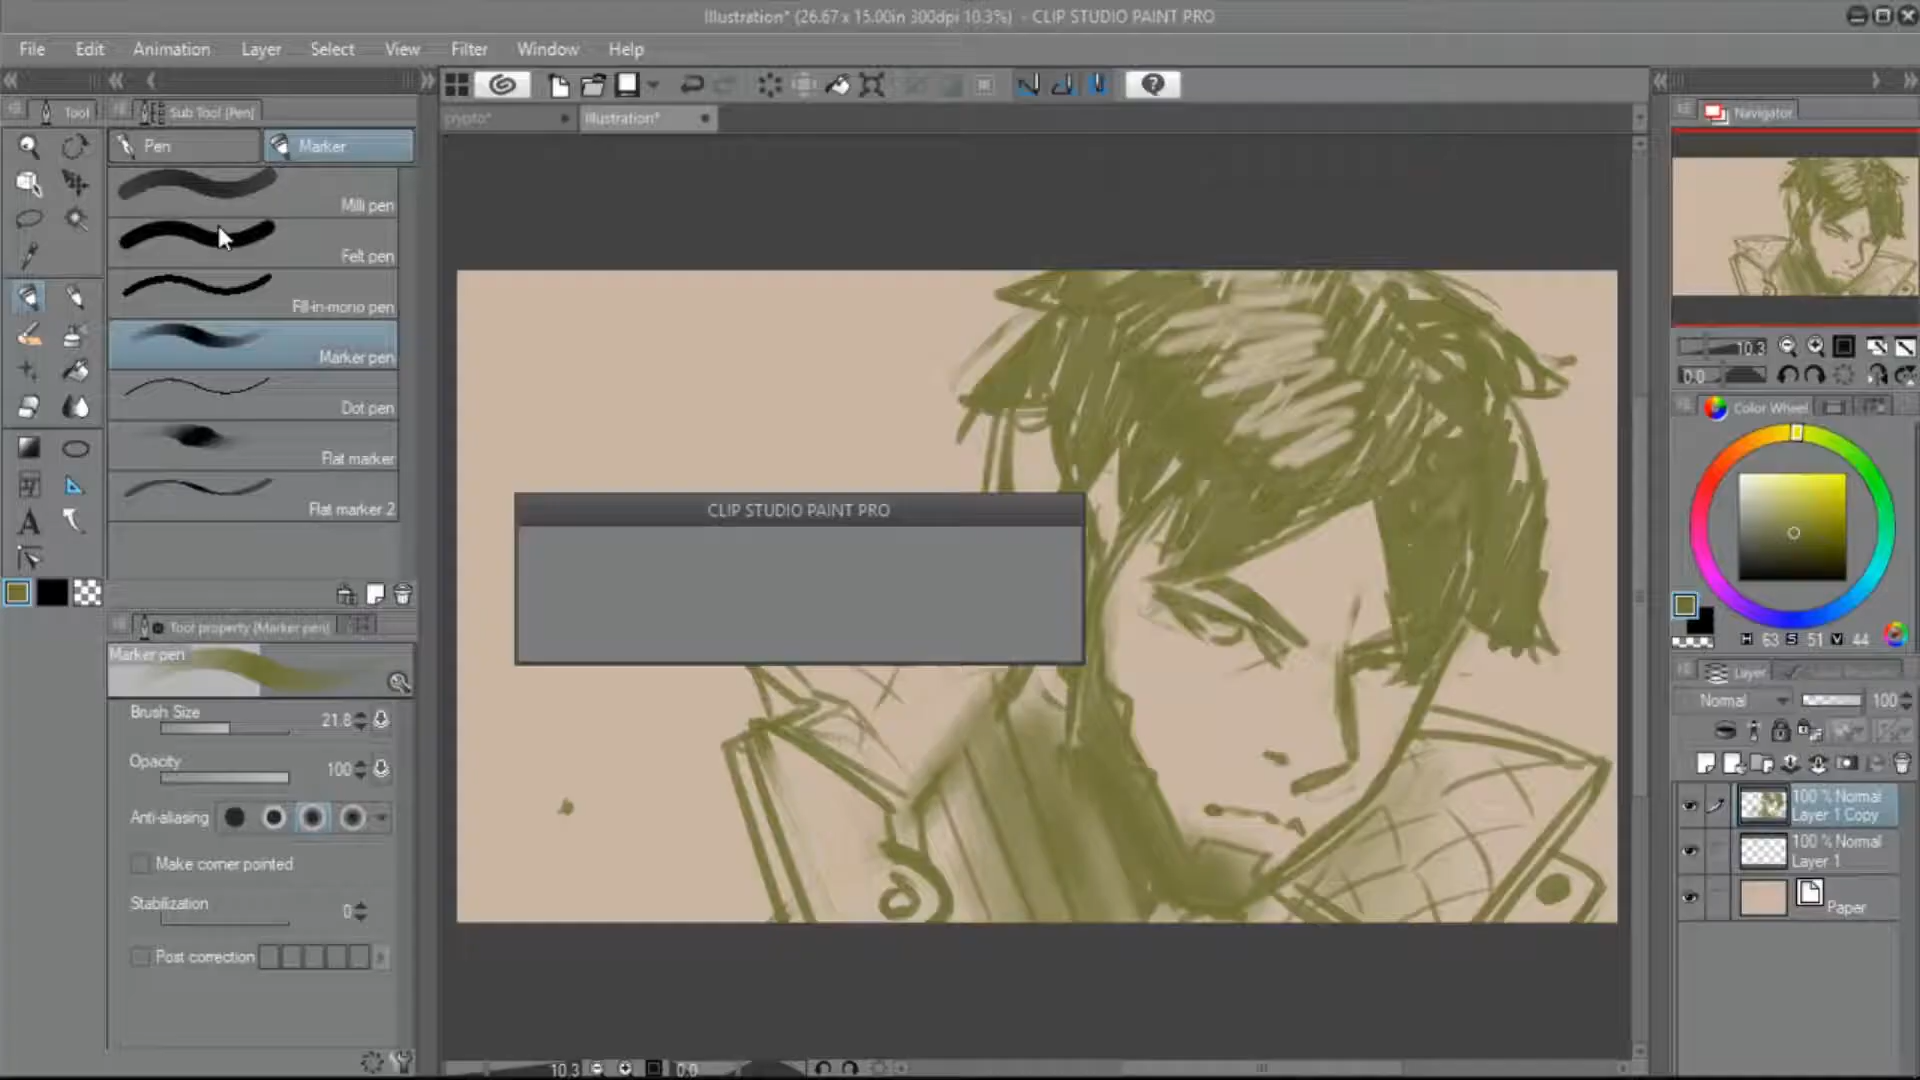 Illustration* (26.67 x 15.00in 300dpi 10.3%) - CLIP STUDIO PAINT PRO
File Edit Animation Layer Select View Filter Window Help
Tool
Sub Tool [Pen]
Pen
Marker
Milli pen
Felt pen
Fill-in-mono pen
Marker pen
Dot pen
Flat marker
Flat marker 2
Tool property [Marker pen]
Marker pen
Brush Size 21.8
Opacity 100
Anti-aliasing
Make corner pointed
Stabilization 0
Post correction
crypto*
Illustration*
CLIP STUDIO PAINT PRO
10.3 0.0
Navigator
10.3
0.0
Color Wheel
H 63 S 51 V 44
Layer
Normal 100
100 % Normal
Layer 1 Copy
100 % Normal
Layer 1
Paper